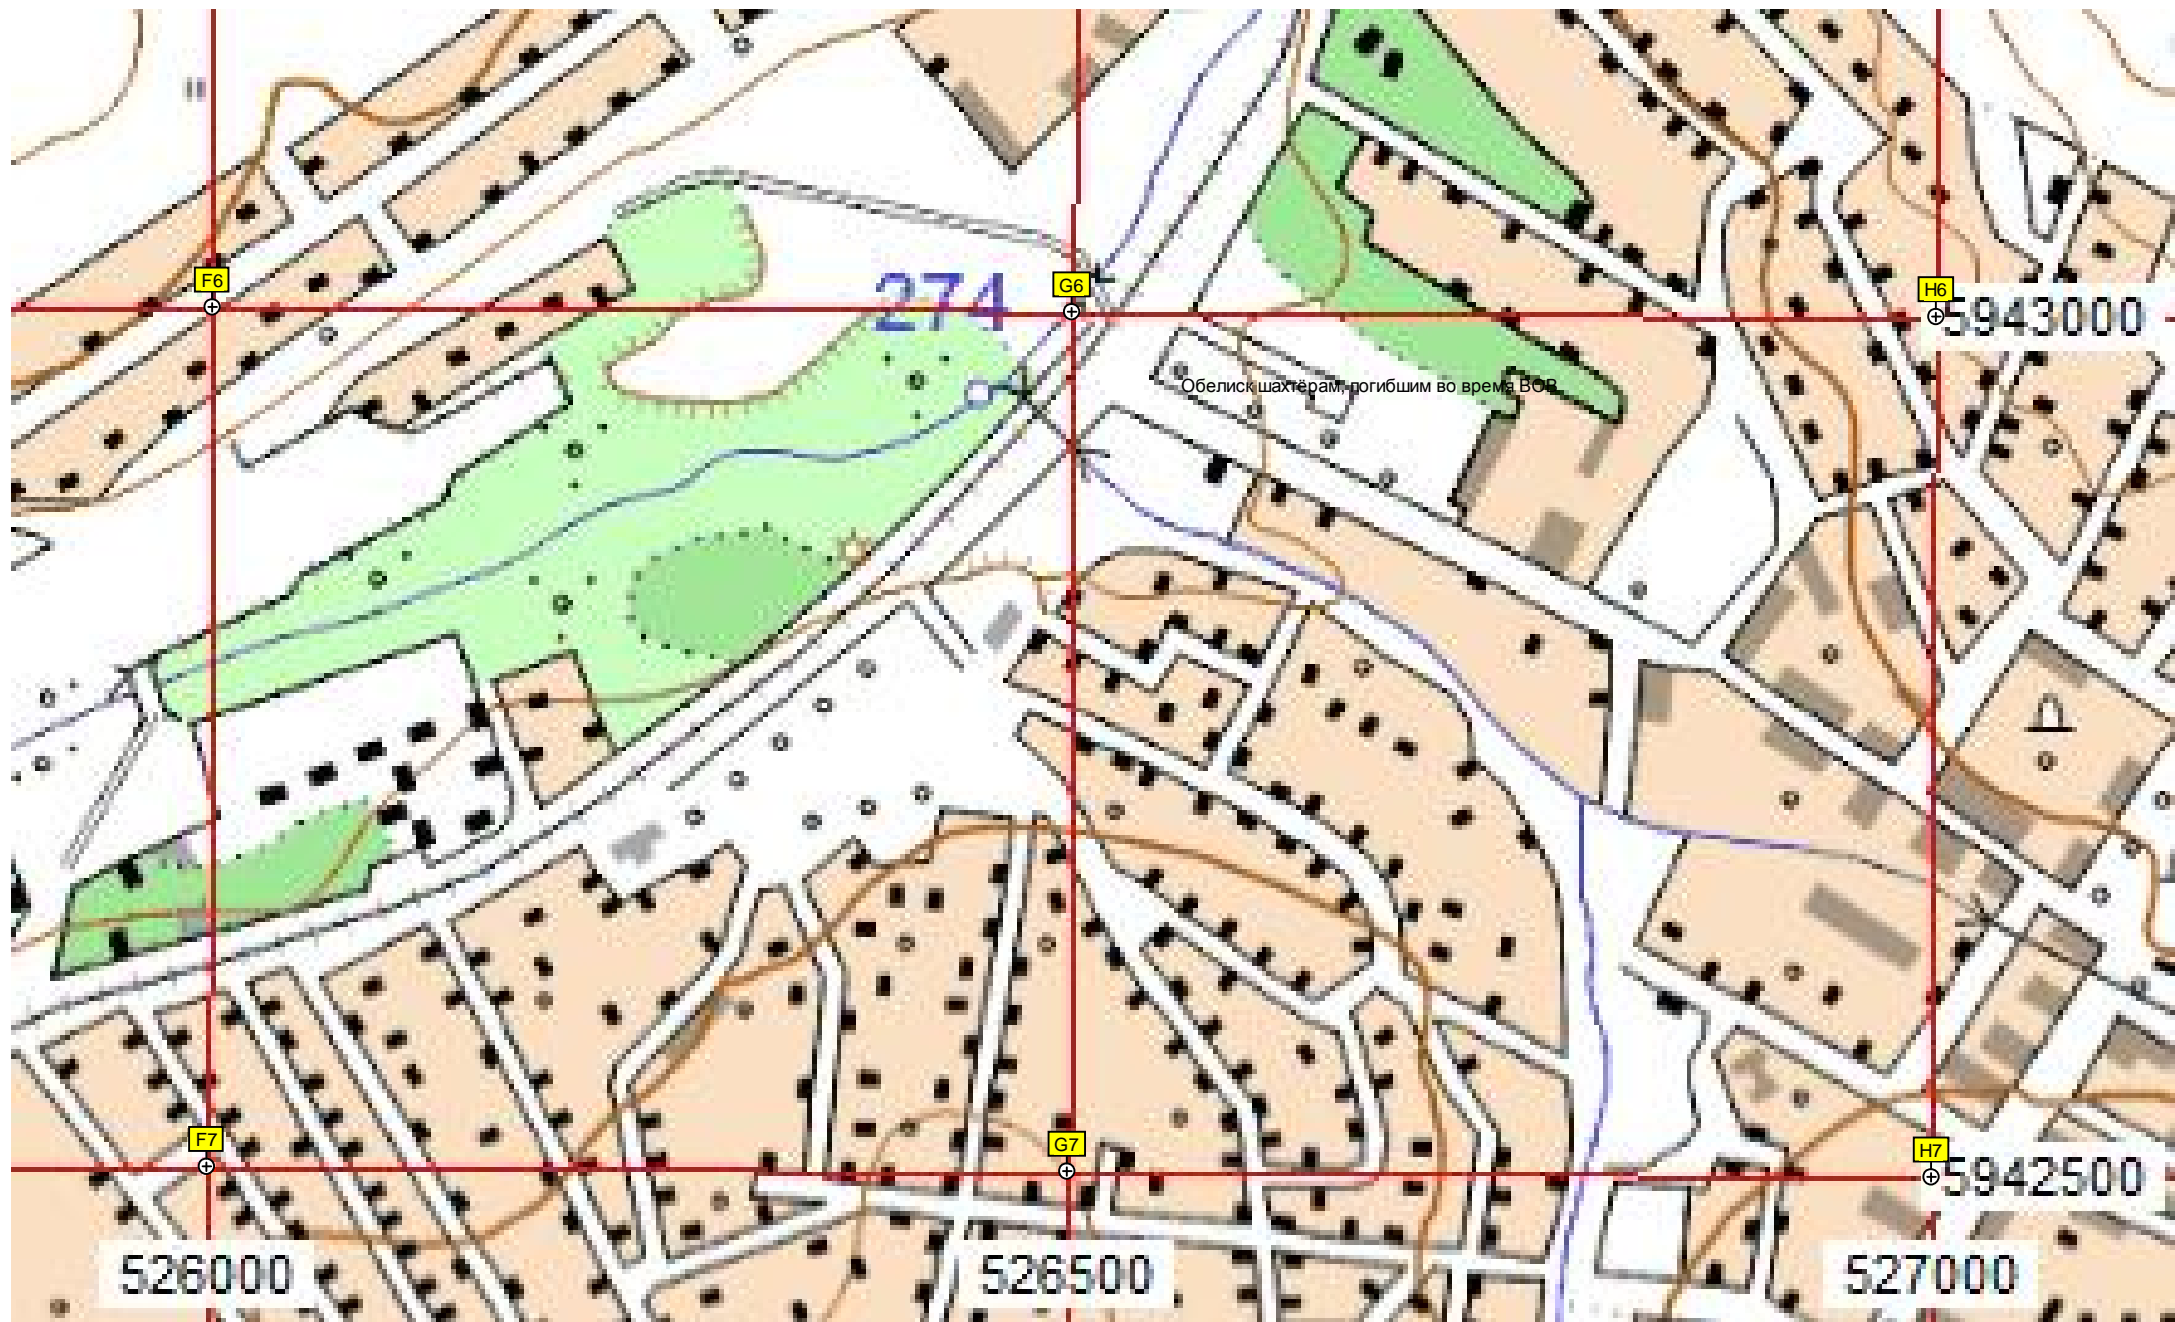 F6
274
G6
H6
5943000
Обелиск шахтёрам, погибшим во время ВОВ
F7
G7
H7
5942500
526000
526500
527000